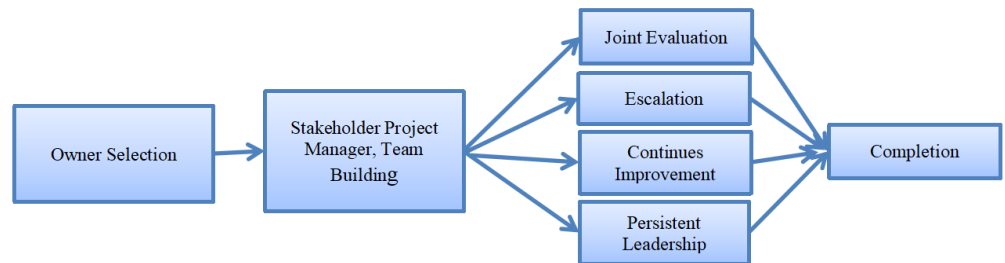 Owner Selection
Stakeholder Project
Manager, Team
Building
Joint Evaluation
Escalation
Continues
Improvement
Persistent
Leadership
Completion